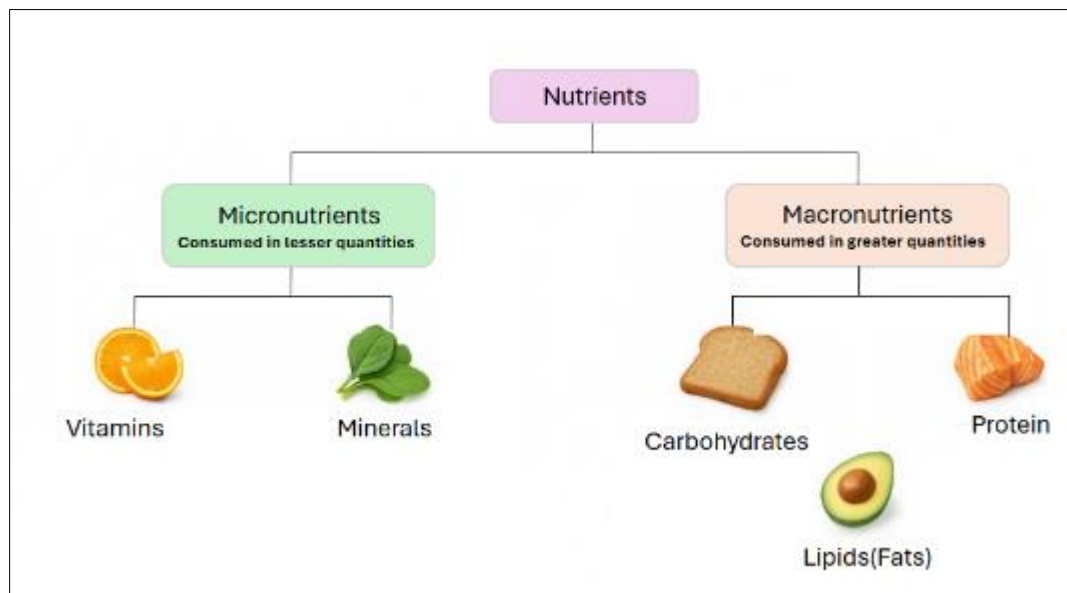 Nutrients
Micronutrients
Consumed in lesser quantities
Macronutrients
Consumed in greater quantities
Vitamins
Minerals
Carbohydrates
Protein
Lipids(Fats)